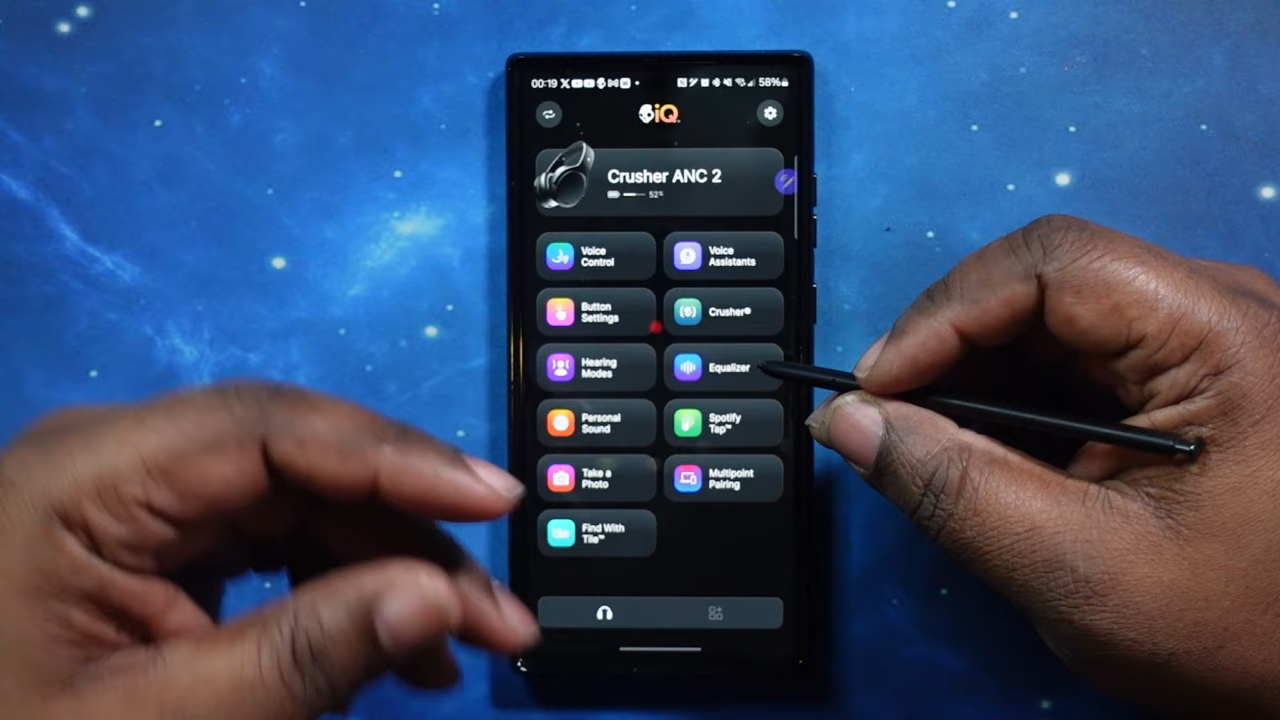 00:19
58%
iQ
Crusher ANC 2
52%
Voice
Control
Voice
Assistants
Button
Settings
Crusher®
Hearing
Modes
Equalizer
Personal
Sound
Spotify
Tap™
Take a
Photo
Multipoint
Pairing
tile
Find With
Tile™